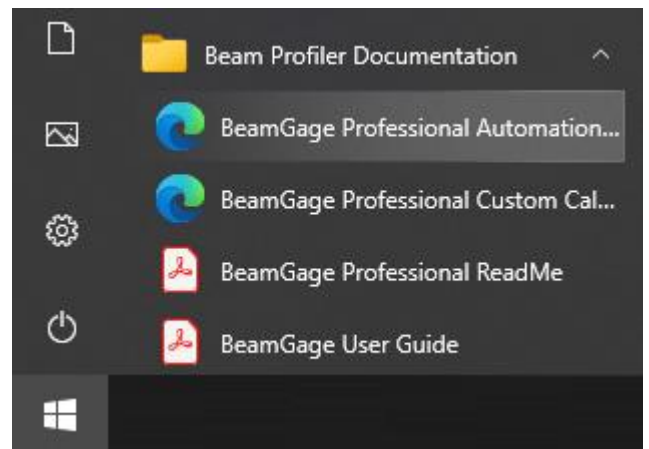 Beam Profiler Documentation
BeamGage Professional Automation...
BeamGage Professional Custom Cal...
BeamGage Professional ReadMe
BeamGage User Guide